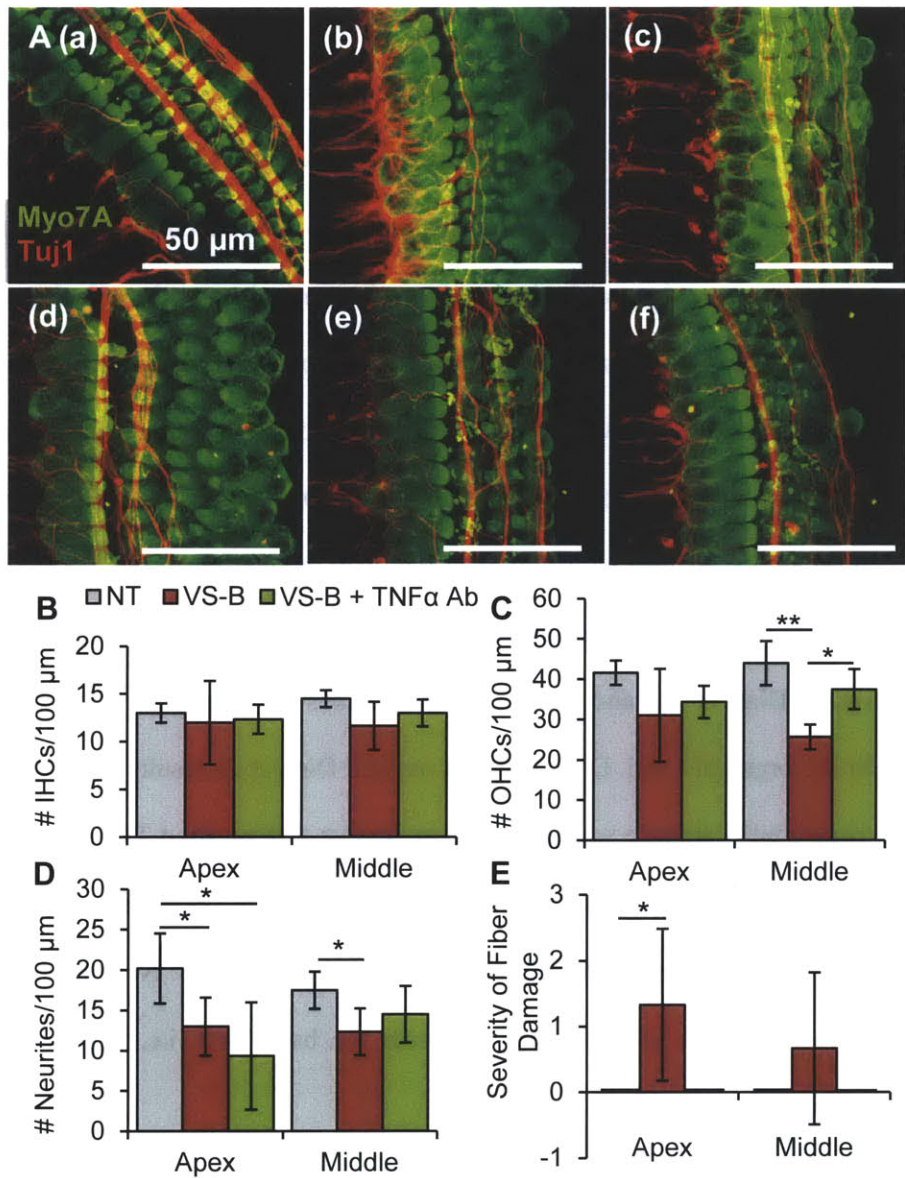 A (a)
(b)
(c)
Myo7A
Tuj1
50 µm
(d)
(e)
(f)
B
NT VS-B VS-B + TNFα Ab
# IHCs/100 µm
20
15
10
5
0
Apex Middle
C
# OHCs/100 µm
60
50
40
30
20
10
0
**
*
Apex Middle
D
# Neurites/100 µm
30
25
20
15
10
5
0
*
*
*
Apex Middle
E
Severity of Fiber
Damage
3
2
1
0
-1
*
Apex Middle